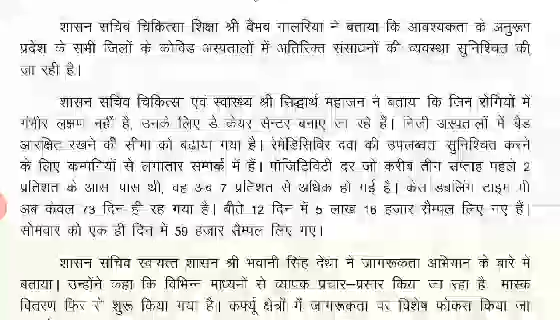 शासन सचिव चिकित्सा शिक्षा श्री वैभव गालरिया ने बताया कि आवश्यकता के अनुरूप
प्रदेश के सभी जिलों के कोविड अस्पतालों में अतिरिक्त संसाधनों की व्यवस्था सुनिश्चित की
जा रही है।
शासन सचिव चिकित्सा एवं स्वास्थ्य श्री सिद्धार्थ महाजन ने बताया कि जिन रोगियों में
गंभीर लक्षण नहीं है, उनके लिए डे केयर सेन्टर बनाए जा रहे हैं। निजी अस्पतालों में बैड
आरक्षित रखने की सीमा को बढ़ाया गया है। रेमडेसिविर दवा की उपलब्धता सुनिश्चित करने
के लिए कम्पनियों से लगातार सम्पर्क में हैं। पॉजिटिविटी दर जो करीब तीन सप्ताह पहले 2
प्रतिशत के आस पास थी, वह अब 7 प्रतिशत से अधिक हो गई है। केस डबलिंग टाइम भी
अब केवल 73 दिन ही रह गया है। बीते 12 दिन में 5 लाख 16 हजार सैम्पल लिए गए हैं।
सोमवार को एक ही दिन में 59 हजार सैम्पल लिए गए।
शासन सचिव स्वायत्त शासन श्री भवानी सिंह देथा ने जागरूकता अभियान के बारे में
बताया। उन्होंने कहा कि विभिन्न माध्यमों से व्यापक प्रचार-प्रसार किया जा रहा है। मास्क
वितरण फिर से शुरू किया गया है। कर्फ्यू क्षेत्रों में जागरूकता पर विशेष फोकस किया जा